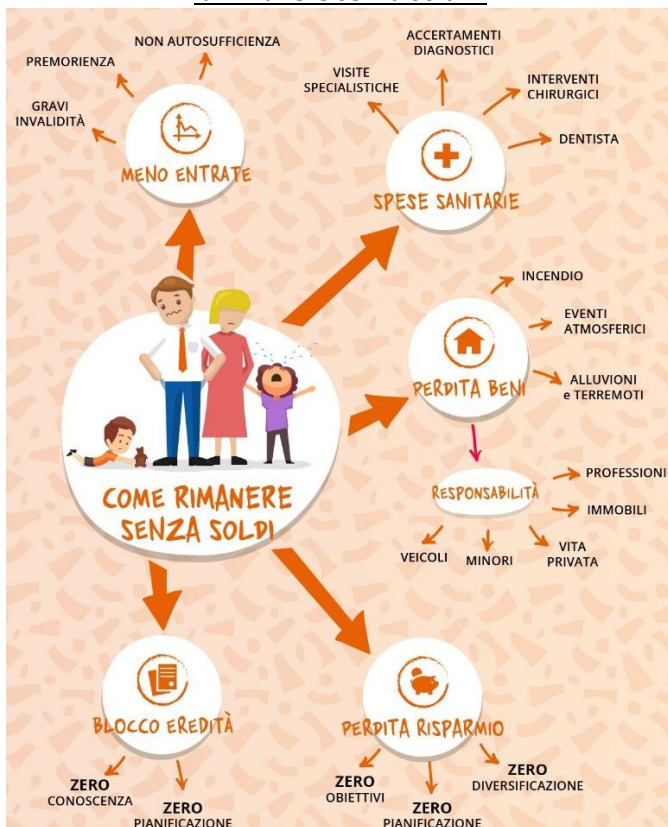 NON AUTOSUFFICIENZA
PREMORIENZA
GRAVI
INVALIDITÀ
MENO ENTRATE
ACCERTAMENTI
DIAGNOSTICI
VISITE
SPECIALISTICHE
INTERVENTI
CHIRURGICI
DENTISTA
SPESE SANITARIE
INCENDIO
EVENTI
ATMOSFERICI
ALLUVIONI
e TERREMOTI
PERDITA BENI
RESPONSABILITÀ
PROFESSIONI
IMMOBILI
VITA
PRIVATA
MINORI
VEICOLI
COME RIMANERE
SENZA SOLDI
BLOCCO EREDITÀ
ZERO
CONOSCENZA
ZERO
PIANIFICAZIONE
PERDITA RISPARMIO
ZERO
OBIETTIVI
ZERO
PIANIFICAZIONE
ZERO
DIVERSIFICAZIONE